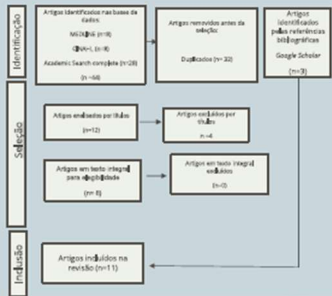 Identificação
Artigos identificados nas bases de
dados:
MEDLINE (n=8)
CINAHL (n=8)
Academic Search complete (n=28)
(n =44)
Artigos removidos antes da
seleção:
Duplicados (n= 32)
Artigos
identificados
pelas referências
bibliográficas
Google Scholar
(n=3)
Seleção
Artigos analisados por títulos
(n=12)
Artigos excluídos por
títulos
n =4
Artigos em texto integral
para elegibilidade
(n= 8)
Artigos em texto integral
excluídos
(n=0)
Inclusão
Artigos incluídos na
revisão (n=11)